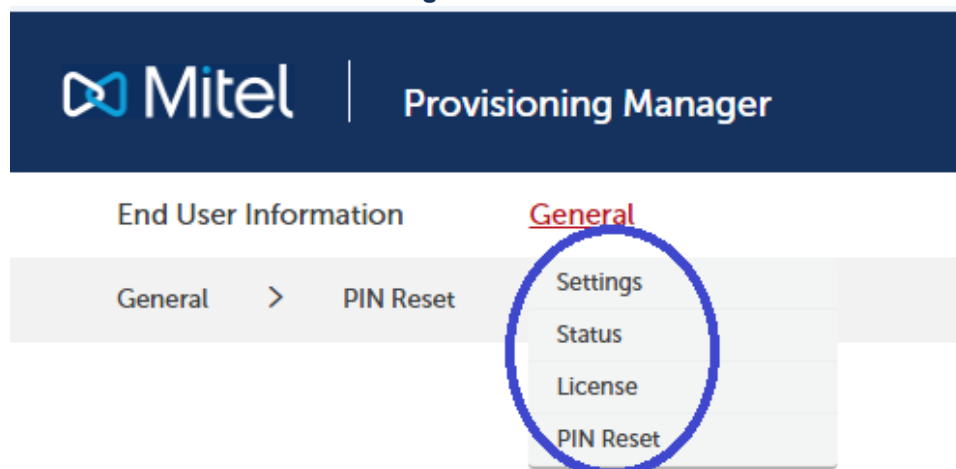 Mitel Provisioning Manager
End User Information General
General > PIN Reset
Settings
Status
License
PIN Reset